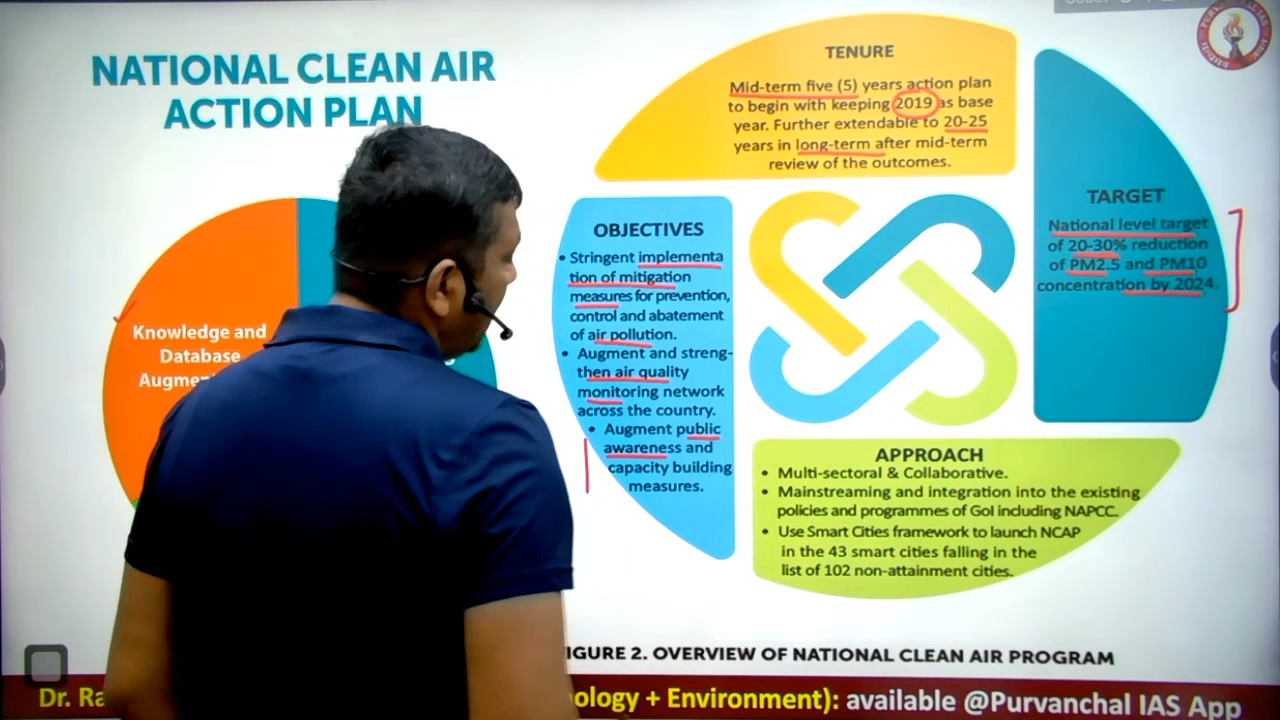 NATIONAL CLEAN AIR
ACTION PLAN
Knowledge and
Database
TENURE
Mid-term five (5) years action plan
to begin with keeping 2019 as base
year. Further extendable to 20-25
years in long-term after mid-term
review of the outcomes.
TARGET
National level target
of 20-30% reduction
of PM2.5 and PM10
concentration by 2024.
OBJECTIVES
• Stringent implementa
tion of mitigation
measures for prevention,
control and abatement
of air pollution.
• Augment and streng-
then air quality
monitoring network
across the country.
• Augment public
awareness and
capacity building
measures.
APPROACH
• Multi-sectoral & Collaborative.
• Mainstreaming and integration into the existing
policies and programmes of GoI including NAPCC.
• Use Smart Cities framework to launch NCAP
in the 43 smart cities falling in the
list of 102 non-attainment cities.
IGURE 2. OVERVIEW OF NATIONAL CLEAN AIR PROGRAM
Dr. Ra nology + Environment): available @Purvanchal IAS App